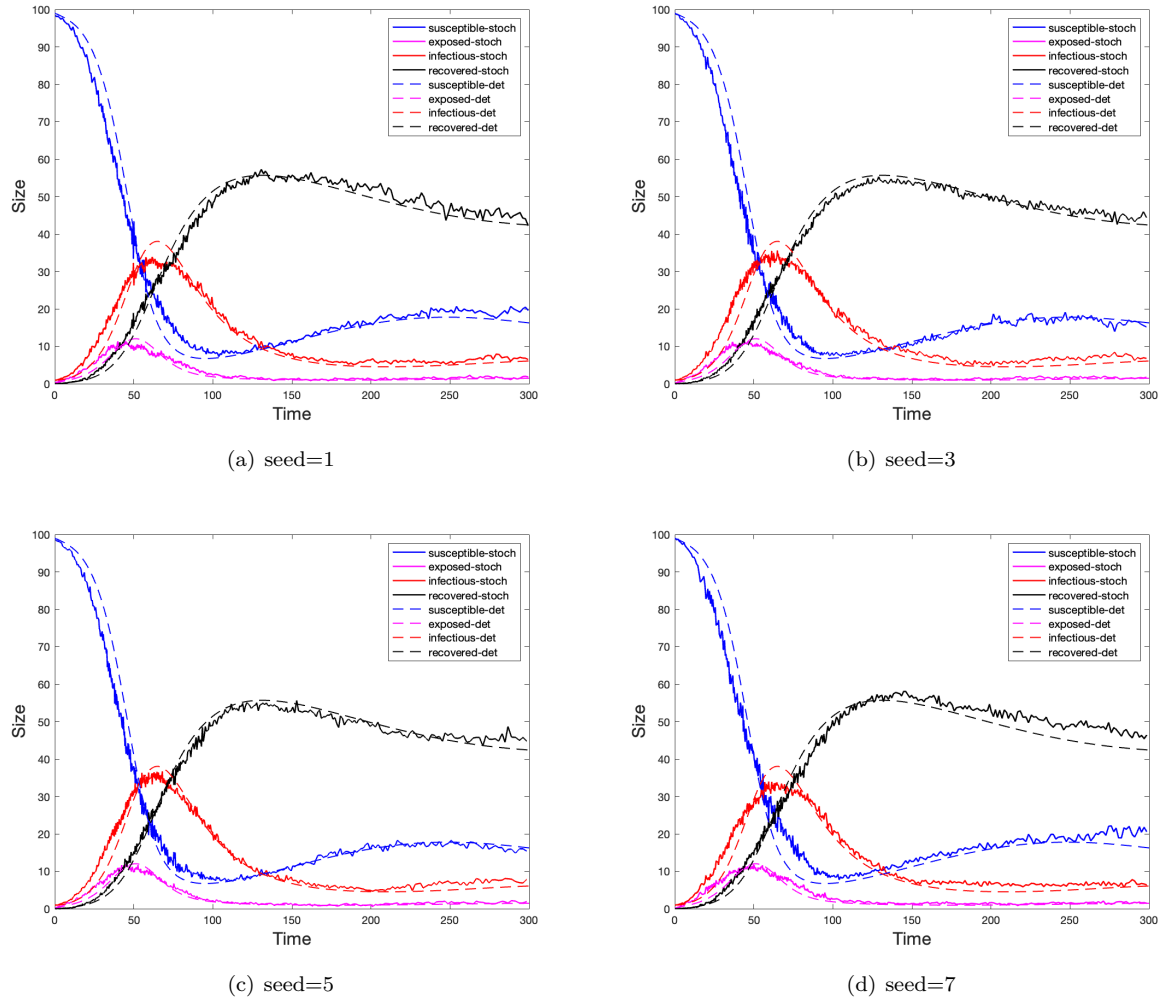 100
90
80
70
60
50
40
30
20
10
0
Size
0 50 100 150 200 250 300
Time
susceptible-stoch
exposed-stoch
infectious-stoch
recovered-stoch
susceptible-det
exposed-det
infectious-det
recovered-det
(a) seed=1
100
90
80
70
60
50
40
30
20
10
0
Size
0 50 100 150 200 250 300
Time
susceptible-stoch
exposed-stoch
infectious-stoch
recovered-stoch
susceptible-det
exposed-det
infectious-det
recovered-det
(b) seed=3
100
90
80
70
60
50
40
30
20
10
0
Size
0 50 100 150 200 250 300
Time
susceptible-stoch
exposed-stoch
infectious-stoch
recovered-stoch
susceptible-det
exposed-det
infectious-det
recovered-det
(c) seed=5
100
90
80
70
60
50
40
30
20
10
0
Size
0 50 100 150 200 250 300
Time
susceptible-stoch
exposed-stoch
infectious-stoch
recovered-stoch
susceptible-det
exposed-det
infectious-det
recovered-det
(d) seed=7